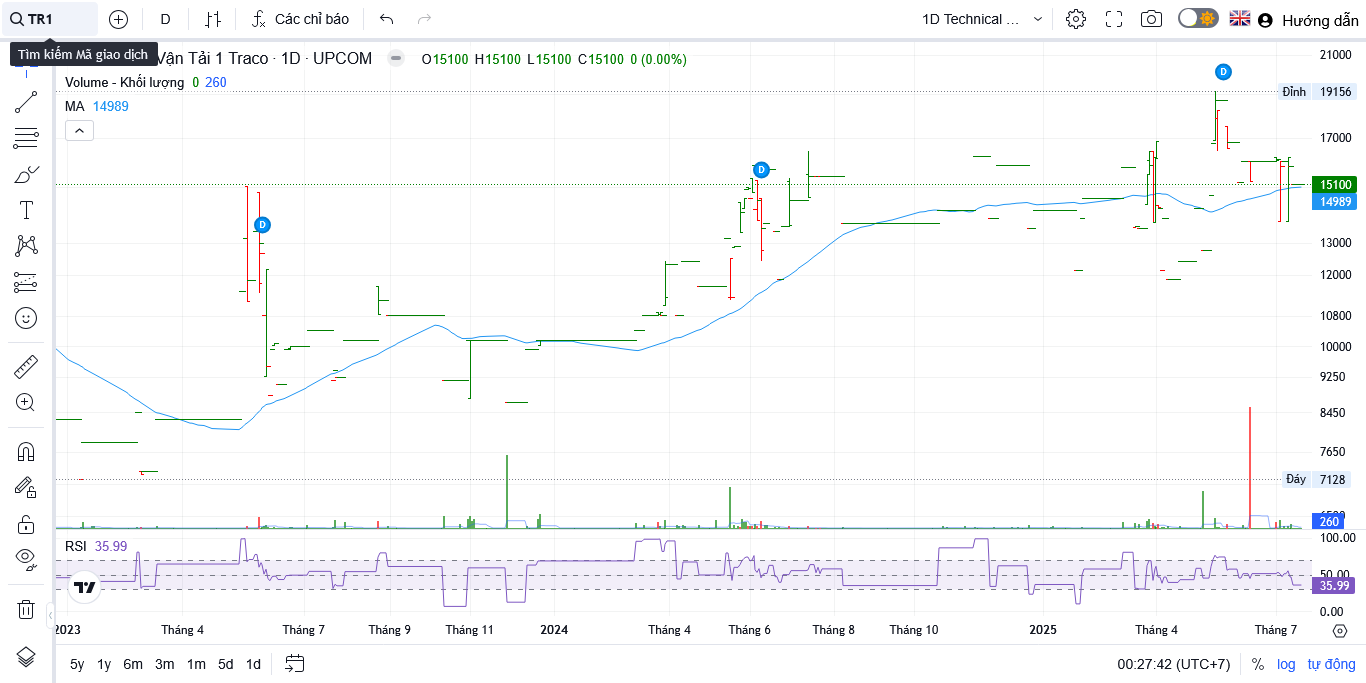 TR1
D
Các chỉ báo
1D Technical ...
Hướng dẫn
Tìm kiếm Mã giao dịch
Vận Tải 1 Traco · 1D · UPCOM
O15100 H15100 L15100 C15100 0 (0.00%)
Volume - Khối lượng 0 260
MA 14989
21000
D
Đỉnh 19156
17000
D
15100
14989
D
13000
12000
10800
10000
9250
8450
7650
Đáy 7128
260
RSI 35.99
100.00
50.00
35.99
0.00
2023
Tháng 4
Tháng 7
Tháng 9
Tháng 11
2024
Tháng 4
Tháng 6
Tháng 8
Tháng 10
2025
Tháng 4
Tháng 7
5y 1y 6m 3m 1m 5d 1d
00:27:42 (UTC+7)
% log tự động